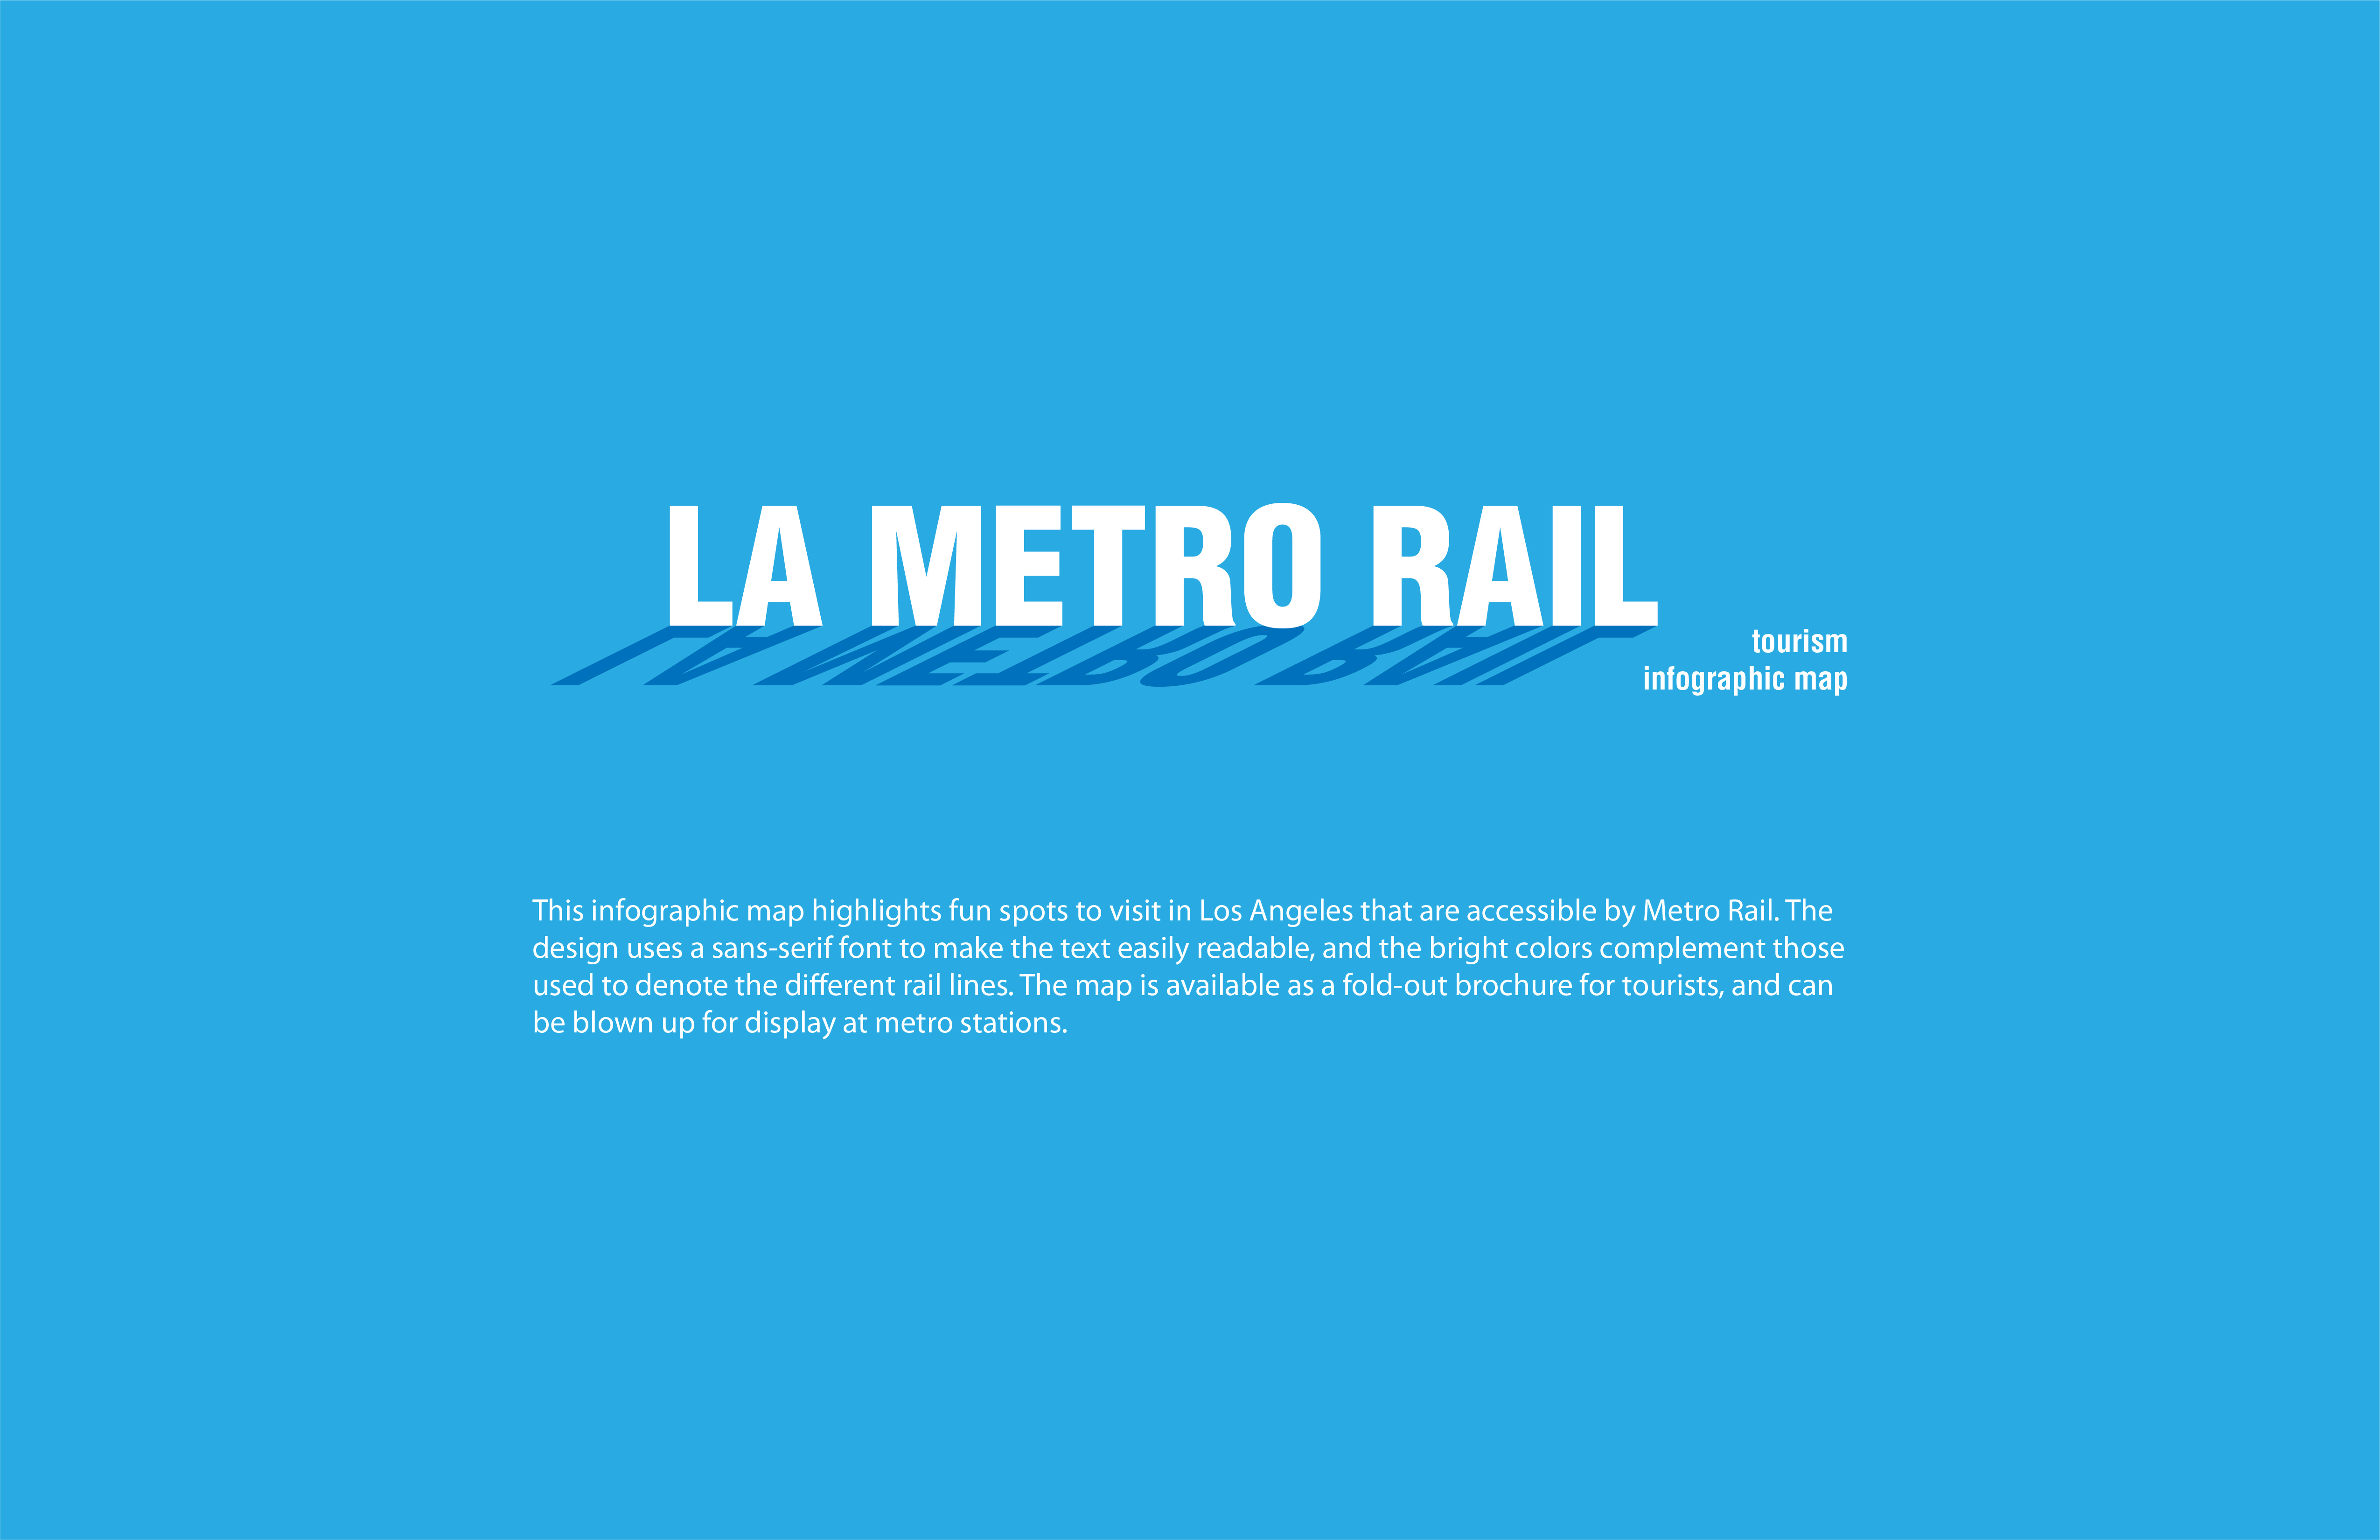 LA METRO RAIL
tourism
infographic map
This infographic map highlights fun spots to visit in Los Angeles that are accessible by Metro Rail. The
design uses a sans-serif font to make the text easily readable, and the bright colors complement those
used to denote the different rail lines. The map is available as a fold-out brochure for tourists, and can
be blown up for display at metro stations.